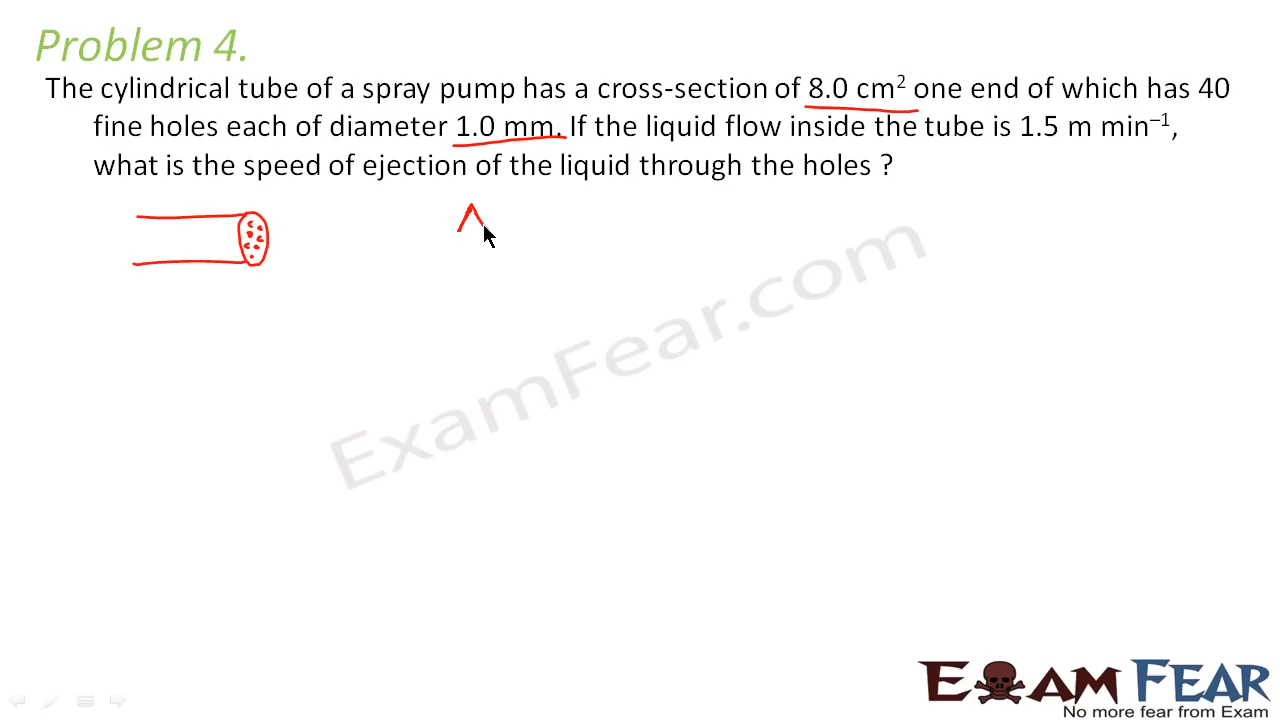 Problem 4.
The cylindrical tube of a spray pump has a cross-section of 8.0 cm² one end of which has 40
fine holes each of diameter 1.0 mm. If the liquid flow inside the tube is 1.5 m min⁻¹,
what is the speed of ejection of the liquid through the holes ?
ExamFear.com
EXAM FEAR
No more fear from Exam